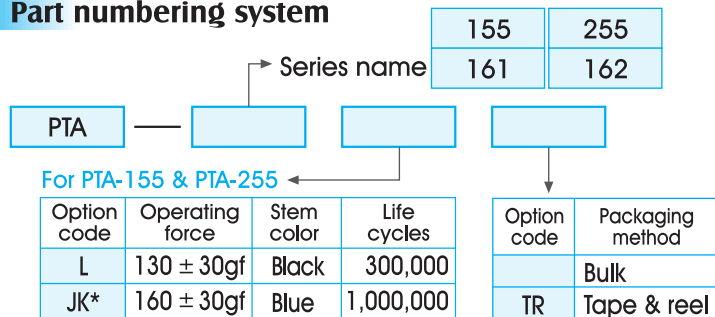 Part numbering system
155 255
Series name 161 162
PTA —
For PTA-155 & PTA-255
Option code Operating force Stem color Life cycles
L 130 ± 30gf Black 300,000
JK* 160 ± 30gf Blue 1,000,000
Option code Packaging method
Bulk
TR Tape & reel